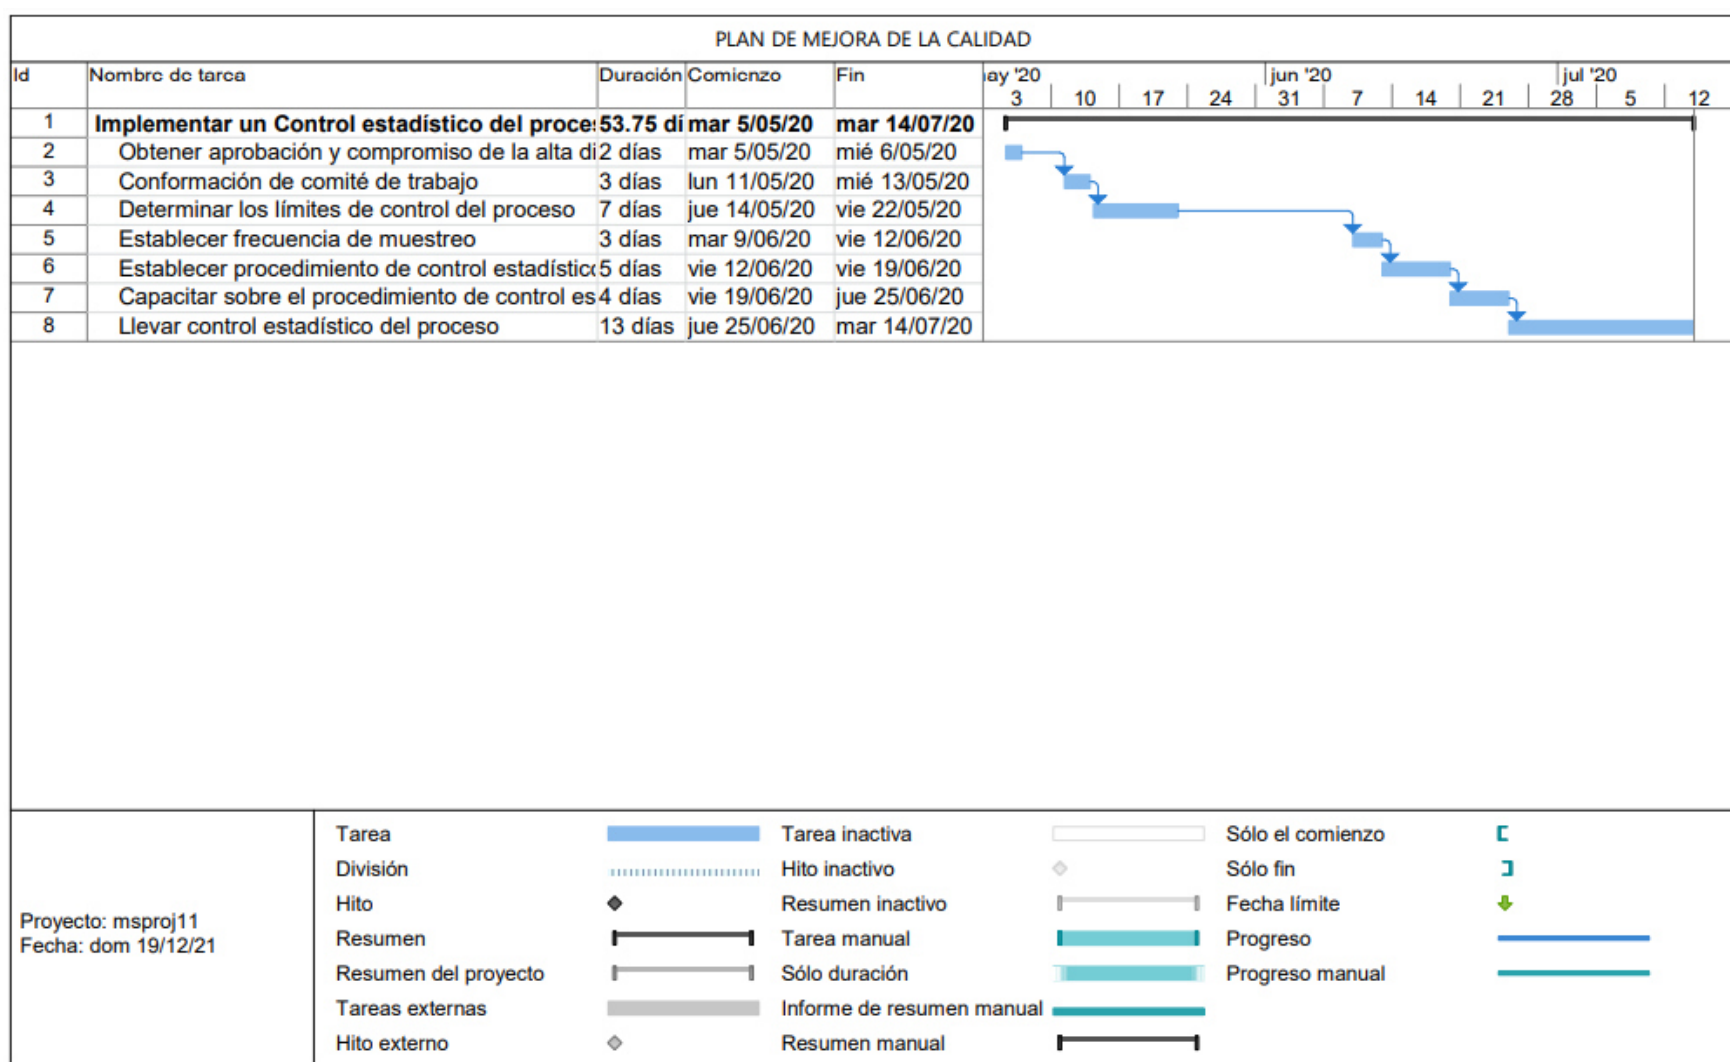 PLAN DE MEJORA DE LA CALIDAD
Id Nombre de tarea Duración Comienzo Fin ay '20 jun '20 jul '20
3 10 17 24 31 7 14 21 28 5 12
1 Implementar un Control estadístico del proce 53.75 dí mar 5/05/20 mar 14/07/20
2 Obtener aprobación y compromiso de la alta di 2 días mar 5/05/20 mié 6/05/20
3 Conformación de comité de trabajo 3 días lun 11/05/20 mié 13/05/20
4 Determinar los límites de control del proceso 7 días jue 14/05/20 vie 22/05/20
5 Establecer frecuencia de muestreo 3 días mar 9/06/20 vie 12/06/20
6 Establecer procedimiento de control estadístico 5 días vie 12/06/20 vie 19/06/20
7 Capacitar sobre el procedimiento de control es 4 días vie 19/06/20 jue 25/06/20
8 Llevar control estadístico del proceso 13 días jue 25/06/20 mar 14/07/20
Proyecto: msproj11
Fecha: dom 19/12/21
Tarea
División
Hito
Resumen
Resumen del proyecto
Tareas externas
Hito externo
Tarea inactiva
Hito inactivo
Resumen inactivo
Tarea manual
Sólo duración
Informe de resumen manual
Resumen manual
Sólo el comienzo
Sólo fin
Fecha límite
Progreso
Progreso manual